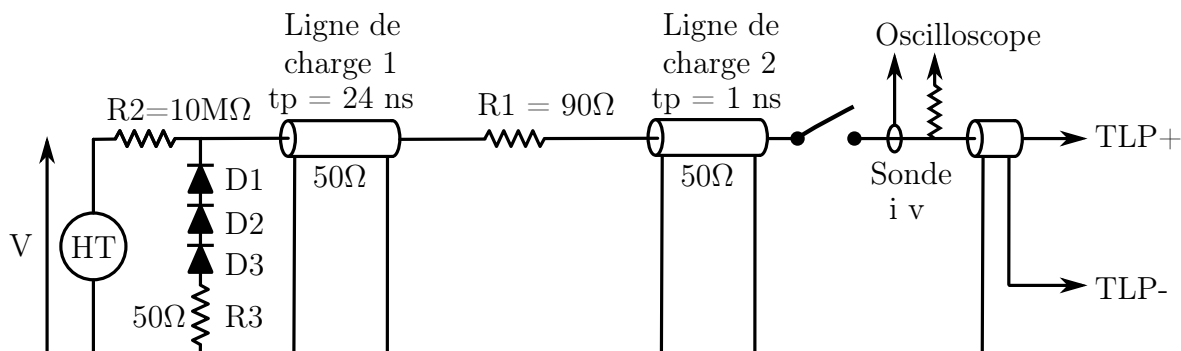 Ligne de
charge 1
tp = 24 ns
Ligne de
charge 2
tp = 1 ns
Oscilloscope
R2=10MΩ
R1 = 90Ω
TLP+
50Ω
50Ω
Sonde
i v
D1
D2
D3
V
HT
TLP-
50Ω
R3